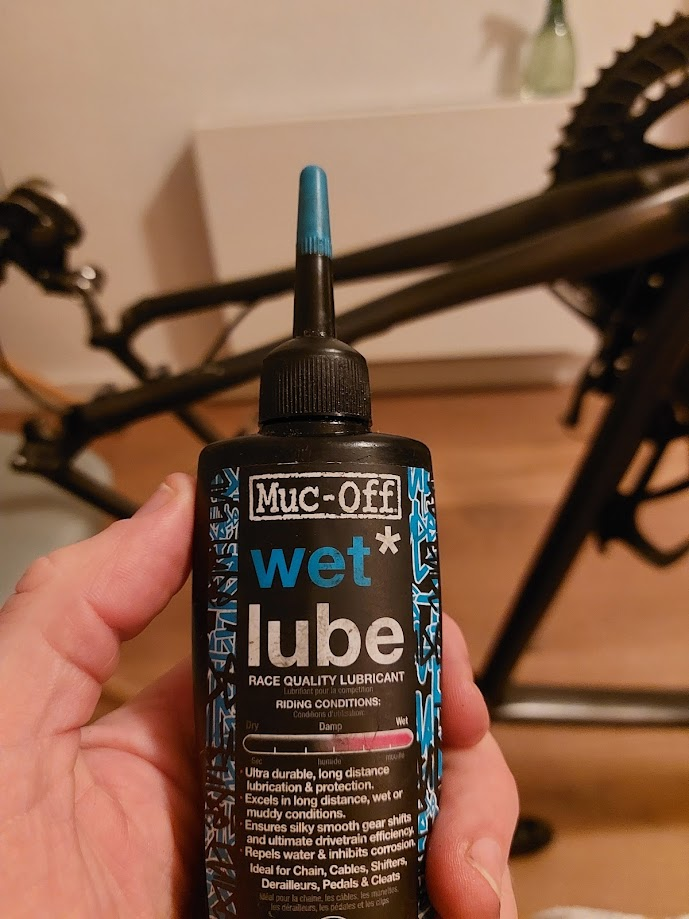 Muc-Off
wet*
lube
RACE QUALITY LUBRICANT
Lubrifiant pour la compétition
RIDING CONDITIONS:
Conditions d'utilisation:
Dry Damp Wet
Sec humide mouillé
Ultra durable, long distance
lubrication & protection.
Excels in long distance, wet or
muddy conditions.
Ensures silky smooth gear shifts
and ultimate drivetrain efficiency.
Repels water & inhibits corrosion.
Ideal for Chain, Cables, Shifters,
Derailleurs, Pedals & Cleats
Idéal pour la chaîne, les câbles, les manettes,
les dérailleurs, les pédales et les clips